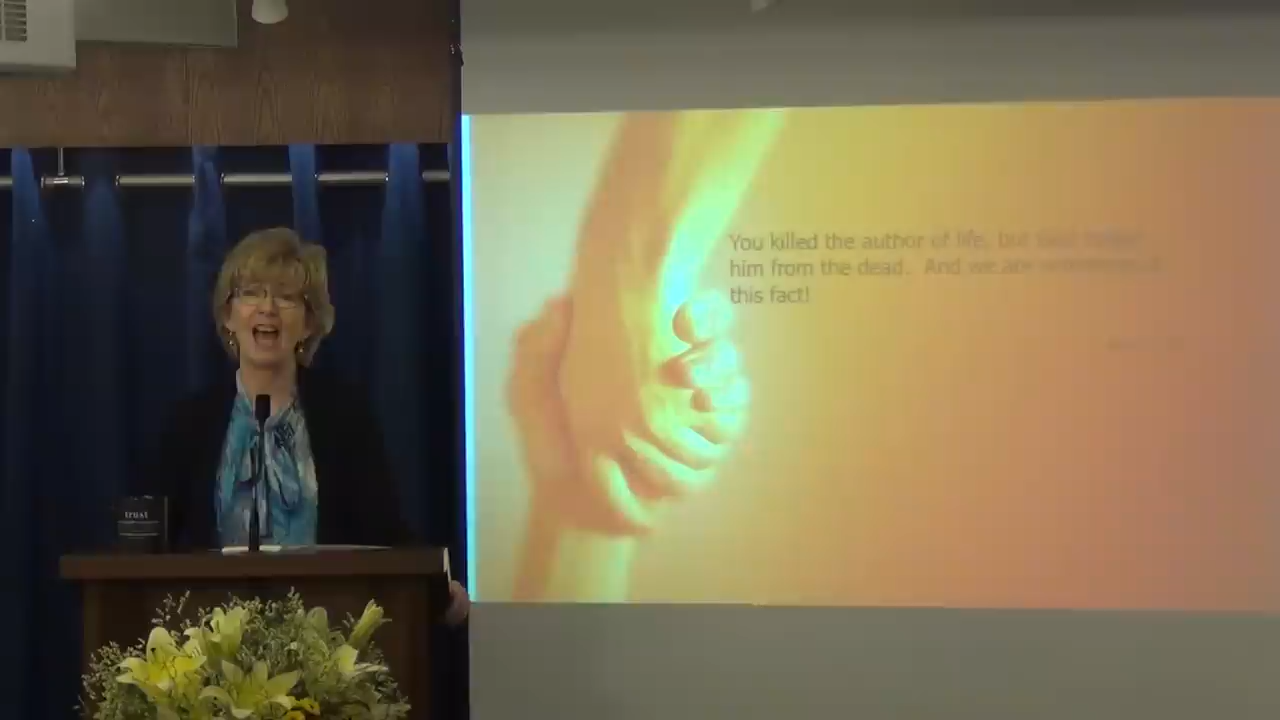 trust
You killed the author of life, but God raised
him from the dead. And we are witnesses of
this fact!